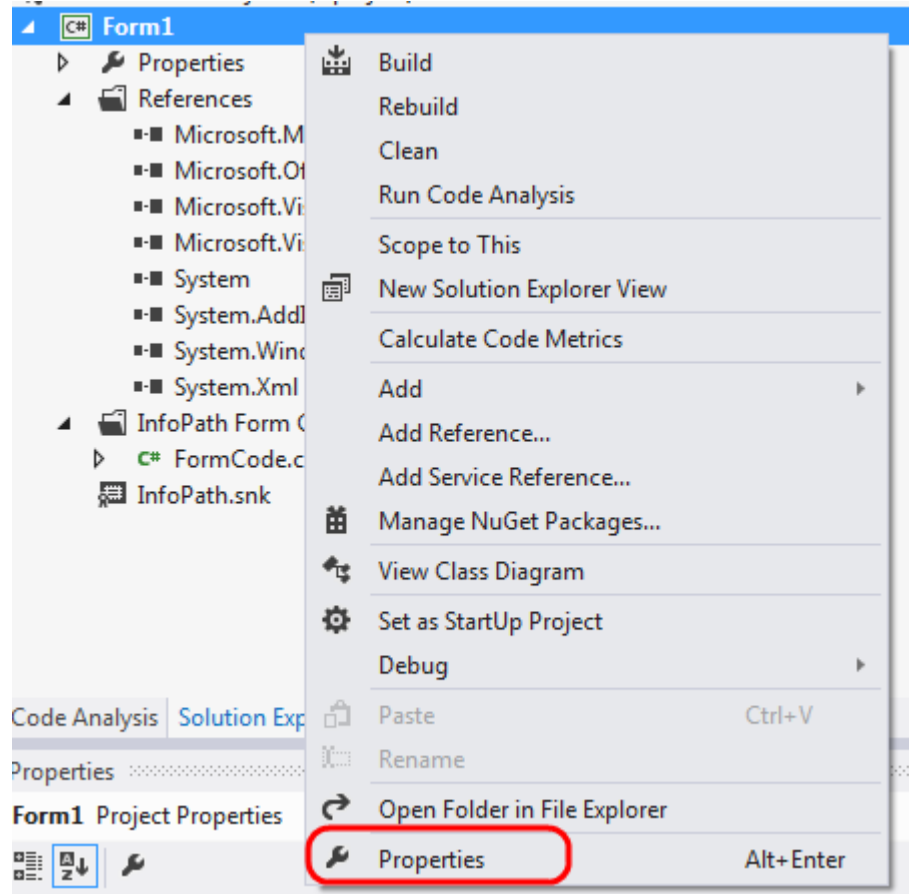 C# Form1
Properties
References
Microsoft.M
Microsoft.Of
Microsoft.Vi
Microsoft.Vi
System
System.AddI
System.Wind
System.Xml
InfoPath Form C
C# FormCode.c
InfoPath.snk
Build
Rebuild
Clean
Run Code Analysis
Scope to This
New Solution Explorer View
Calculate Code Metrics
Add
Add Reference...
Add Service Reference...
Manage NuGet Packages...
View Class Diagram
Set as StartUp Project
Debug
Paste Ctrl+V
Rename
Open Folder in File Explorer
Properties Alt+Enter
Code Analysis Solution Exp
Properties
Form1 Project Properties